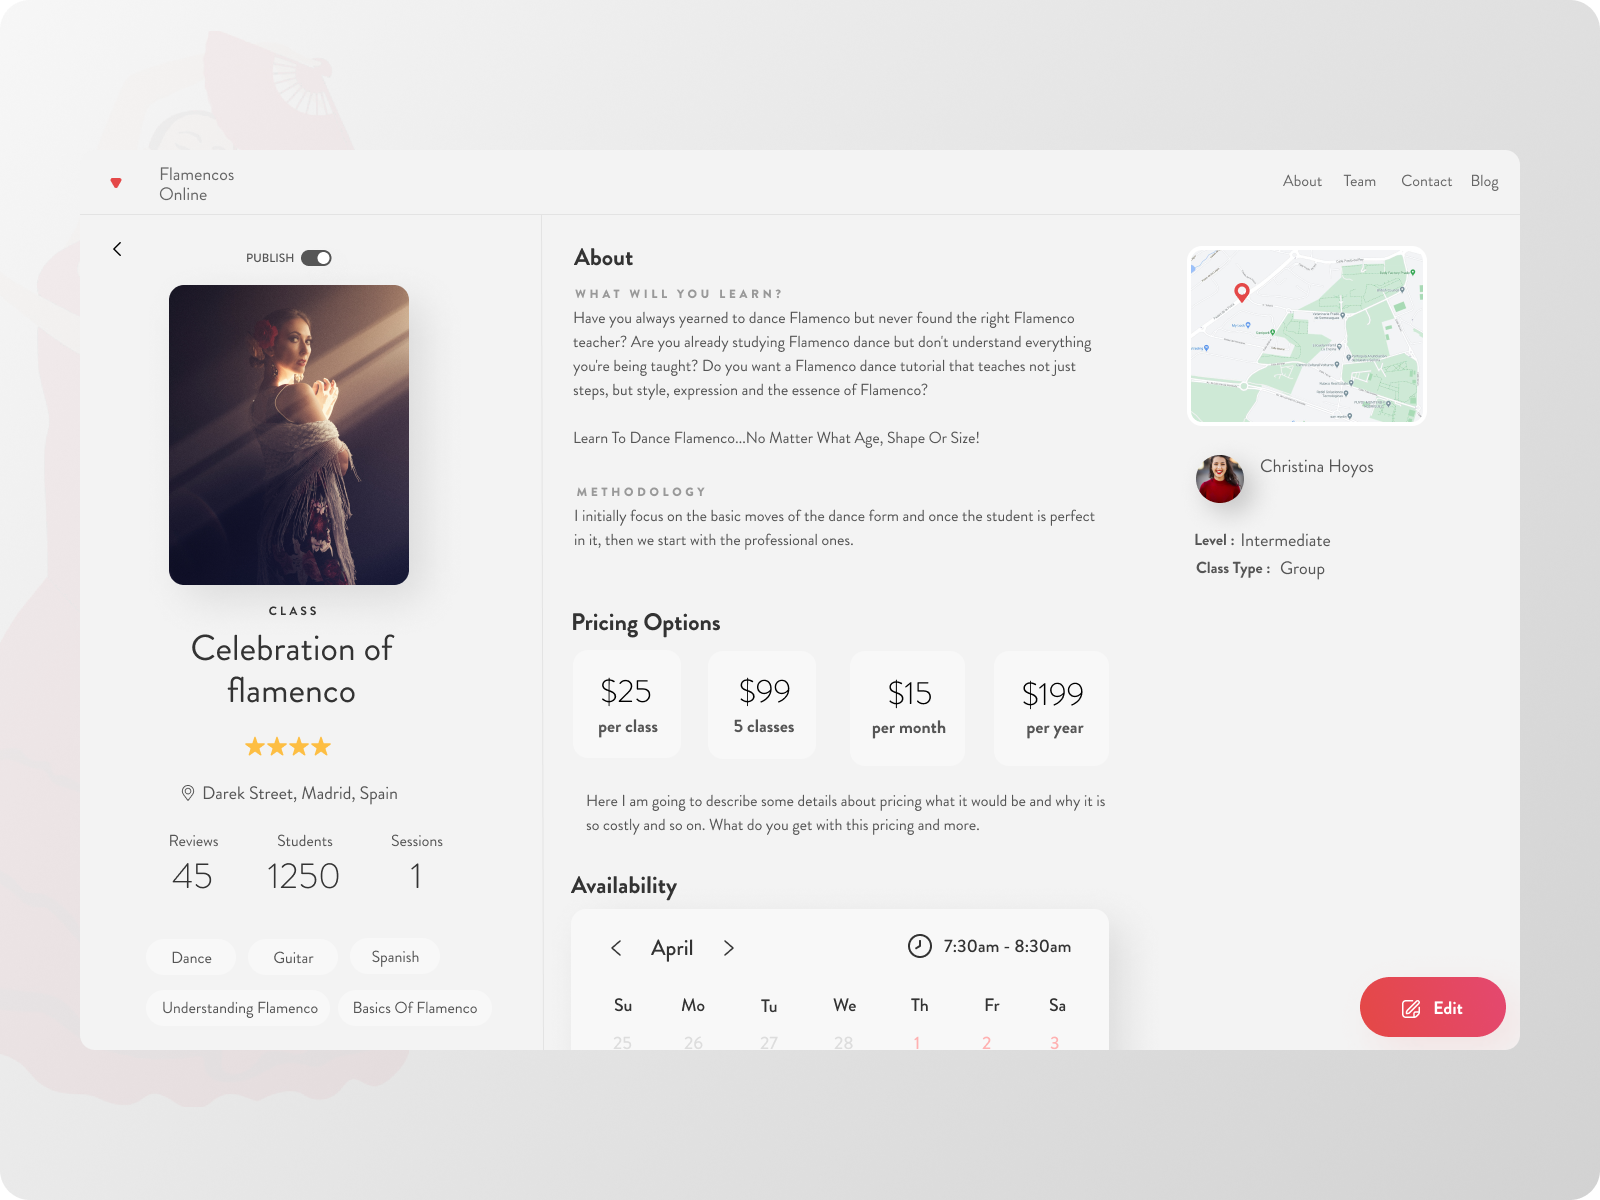 Flamencos
Online
About
Team
Contact
Blog
PUBLISH
CLASS
Celebration of
flamenco
Darek Street, Madrid, Spain
Reviews
Students
Sessions
45
1250
1
Dance
Guitar
Spanish
Understanding Flamenco
Basics Of Flamenco
About
WHAT WILL YOU LEARN?
Have you always yearned to dance Flamenco but never found the right Flamenco
teacher? Are you already studying Flamenco dance but don't understand everything
you're being taught? Do you want a Flamenco dance tutorial that teaches not just
steps, but style, expression and the essence of Flamenco?
Learn To Dance Flamenco...No Matter What Age, Shape Or Size!
METHODOLOGY
I initially focus on the basic moves of the dance form and once the student is perfect
in it, then we start with the professional ones.
Pricing Options
$25
per class
$99
5 classes
$15
per month
$199
per year
Here I am going to describe some details about pricing what it would be and why it is
so costly and so on. What do you get with this pricing and more.
Availability
April
7:30am - 8:30am
Su Mo Tu We Th Fr Sa
25 26 27 28 1 2 3
Christina Hoyos
Level : Intermediate
Class Type : Group
Edit